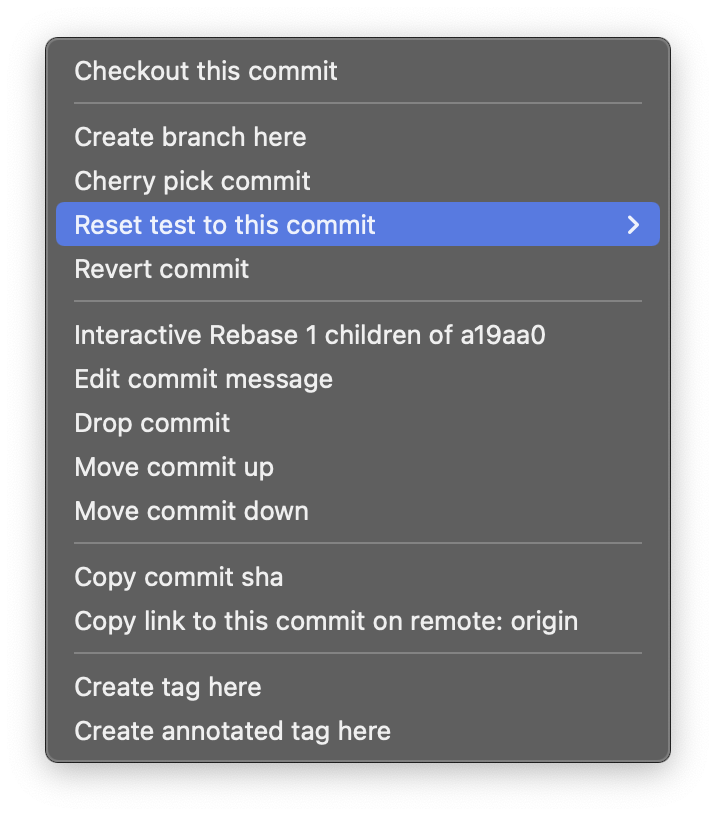 Checkout this commit
Create branch here
Cherry pick commit
Reset test to this commit
Revert commit
Interactive Rebase 1 children of a19aa0
Edit commit message
Drop commit
Move commit up
Move commit down
Copy commit sha
Copy link to this commit on remote: origin
Create tag here
Create annotated tag here